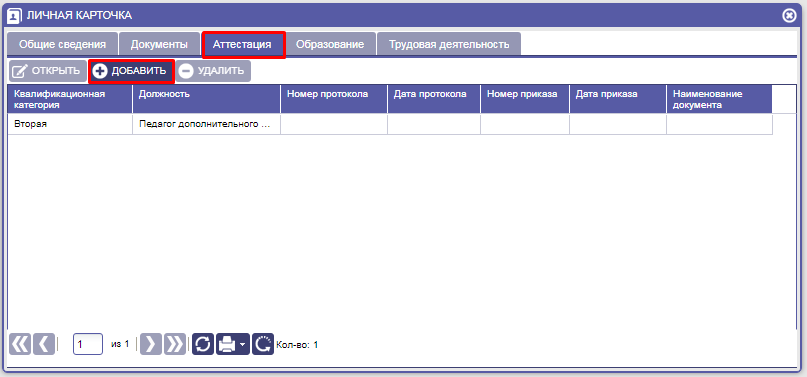 ЛИЧНАЯ КАРТОЧКА
Общие сведения Документы Аттестация Образование Трудовая деятельность
ОТКРЫТЬ ДОБАВИТЬ УДАЛИТЬ
Квалификационная категория Должность Номер протокола Дата протокола Номер приказа Дата приказа Наименование документа
Вторая Педагог дополнительного ...
1 из 1 Кол-во: 1